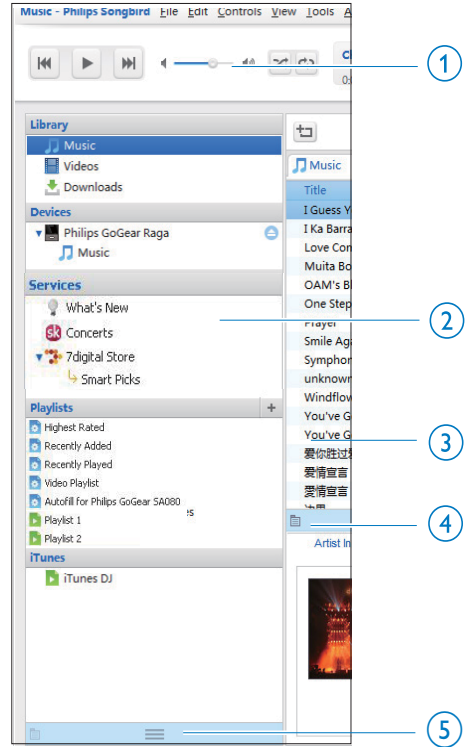 Music - Philips Songbird File Edit Controls View Tools A
1
Library
Music
Videos
Downloads
Devices
Philips GoGear Raga
Music
Services
What's New
2
Concerts
7digital Store
Smart Picks
Playlists
Highest Rated
Recently Added
Recently Played
Video Playlist
Autofill for Philips GoGear SA080
Playlist 1
Playlist 2
iTunes
iTunes DJ
Music
Title
I Guess Y
I Ka Barra
Love Con
Muita Bo
OAM's Bl
One Step
Prayer
Smile Aga
Symphor
unknown
Windflow
You've G
You've G
3
爱你胜过
爱情宣言
愛情宣言
4
Artist In
5